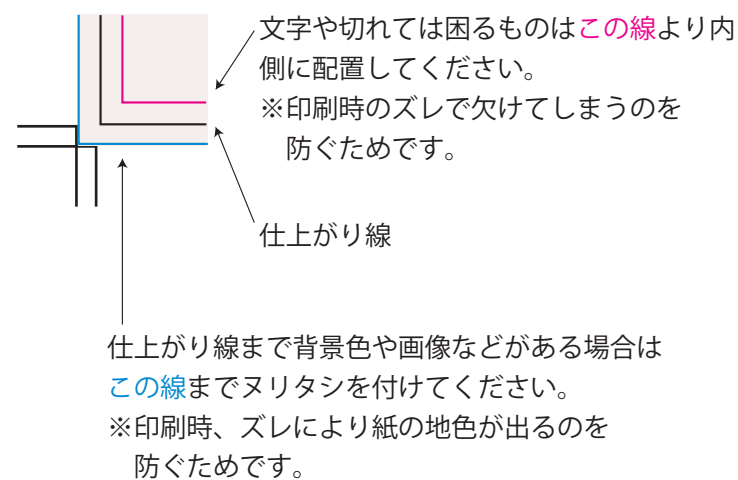 文字や切れては困るものはこの線より内
側に配置してください。
※印刷時のズレで欠けてしまうのを
防ぐためです。
仕上がり線
仕上がり線まで背景色や画像などがある場合は
この線までヌリタシを付けてください。
※印刷時、ズレにより紙の地色が出るのを
防ぐためです。